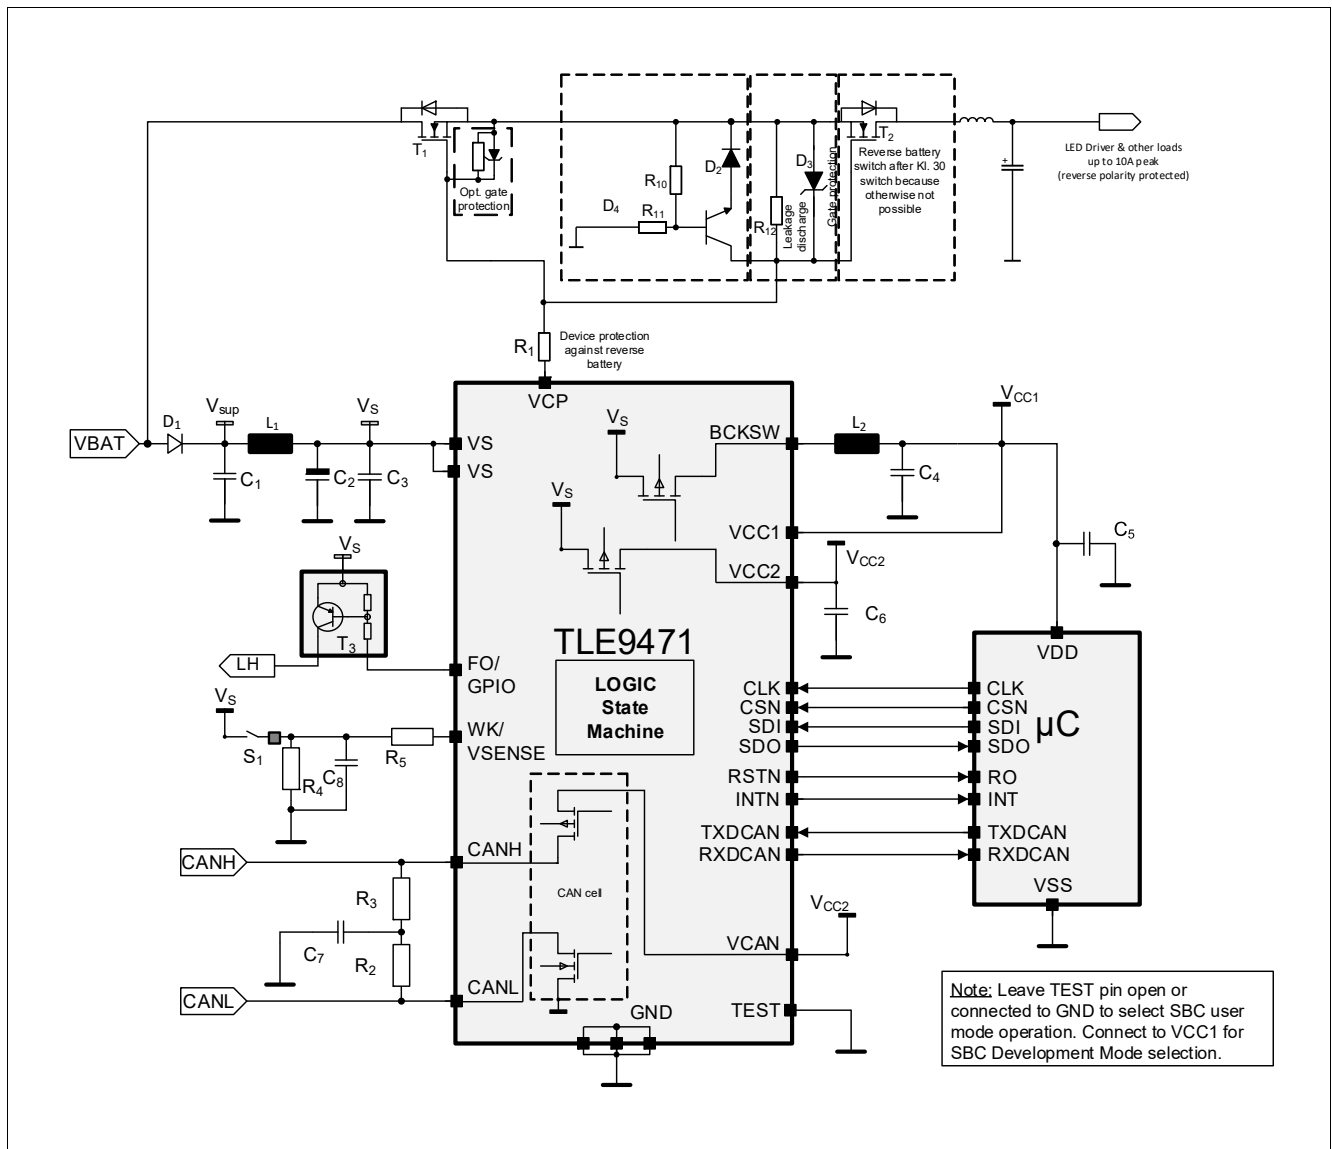 T1
Opt. gate
protection
D4
R11
R10
D2
R12
Leakage
discharge
D3
Gate protection
T2
Reverse battery
switch after Kl. 30
switch because
otherwise not
possible
+
LED Driver & other loads
up to 10A peak
(reverse polarity protected)
R1
Device protection
against reverse
battery
VCP
VBAT
D1
Vsup
L1
VS
C1
C2
C3
VS
VS
VS
VS
BCKSW
L2
VCC1
C4
VCC1
VCC2
VCC2
C6
C5
VS
T3
LH
FO/
GPIO
TLE9471
LOGIC
State
Machine
VS
S1
R4
C8
R5
WK/
VSENSE
CLK
CSN
SDI
SDO
RSTN
INTN
TXDCAN
RXDCAN
VDD
CLK
CSN
SDI
SDO
µC
RO
INT
TXDCAN
RXDCAN
VSS
CANH
CANH
R3
C7
R2
CANL
CANL
CAN cell
VCC2
VCAN
TEST
GND
Note: Leave TEST pin open or
connected to GND to select SBC user
mode operation. Connect to VCC1 for
SBC Development Mode selection.